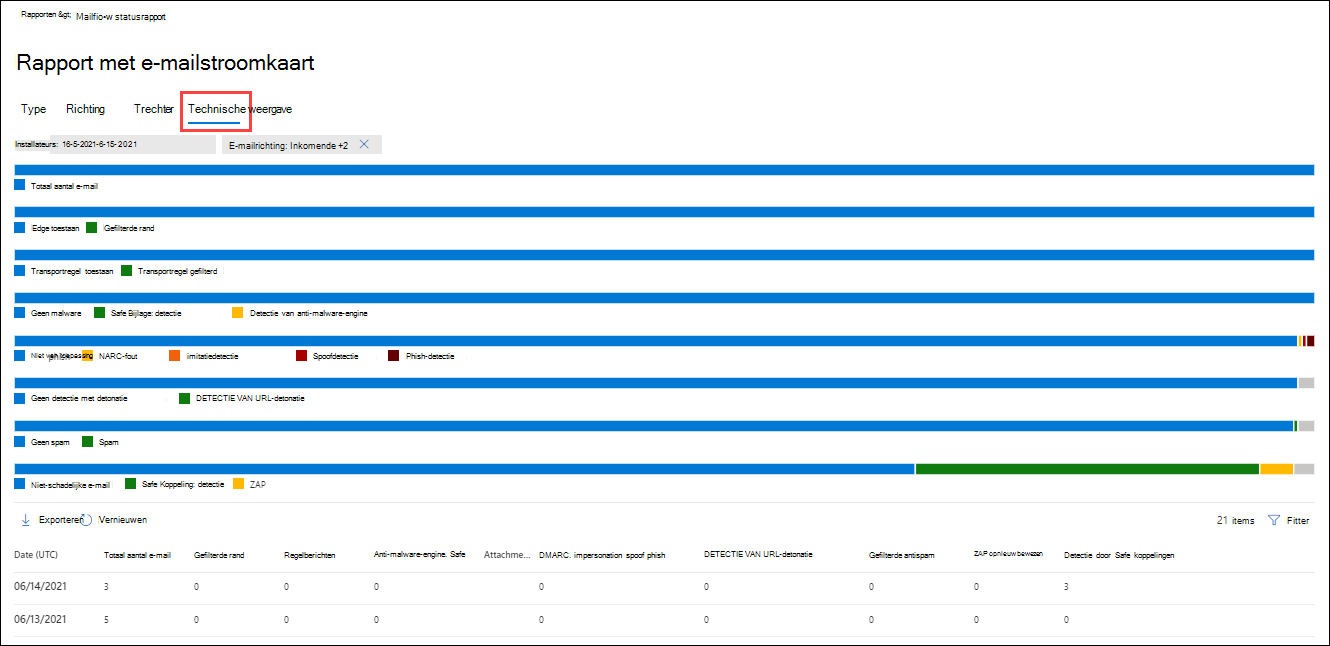 Rapporten &gt; Mailflo•w statusrapport
Rapport met e-mailstroomkaart
Type Richting Trechter Technische weergave
Installateurs: 16-5-2021-6-15-2021 E-mailrichting: Inkomende +2
Totaal aantal e-mail
Edge toestaan Gefilterde rand
Transportregel toestaan Transportregel gefilterd
Geen malware Safe Bijlage: detectie Detectie van anti-malware-engine
Niet van toepassing NARC-fout imitatiedetectie Spoofdetectie Phish-detectie
Geen detectie met detonatie DETECTIE VAN URL-detonatie
Geen spam Spam
Niet-schadelijke e-mail Safe Koppeling: detectie ZAP
Exporteren Vernieuwen 21 items Fitter
Date (UTC) Totaal aantal e-mail Gefilterde rand Regelberichten Anti-malware-engine. Safe Attachme... DMARC. impersonation spoof phish DETECTIE VAN URL-detonatie Gefilterde antispam ZAP opnieuw bewezen Detectie door Safe koppelingen
06/14/2021 3 0 0 0 0 0 0 0 3
06/13/2021 5 0 0 0 0 0 0 0 0